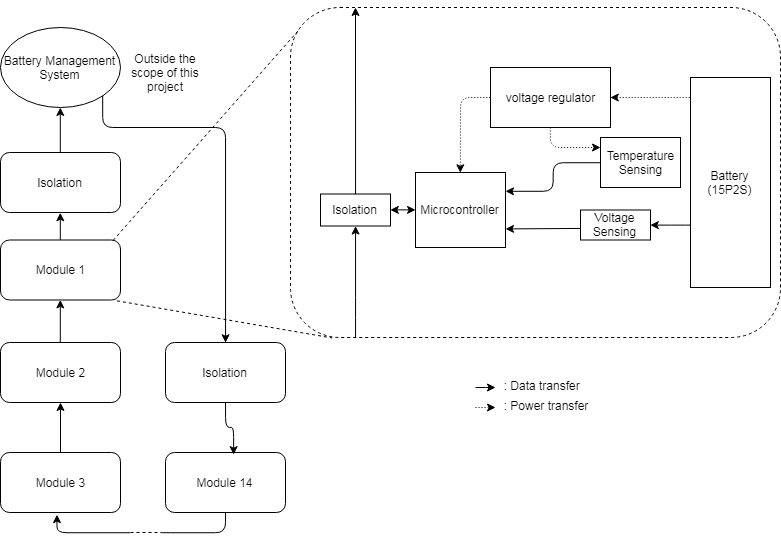 Battery Management
System
Outside the
scope of this
project
Isolation
Module 1
Module 2
Module 3
Isolation
Module 14
voltage regulator
Temperature
Sensing
Battery
(15P2S)
Isolation
Microcontroller
Voltage
Sensing
: Data transfer
: Power transfer